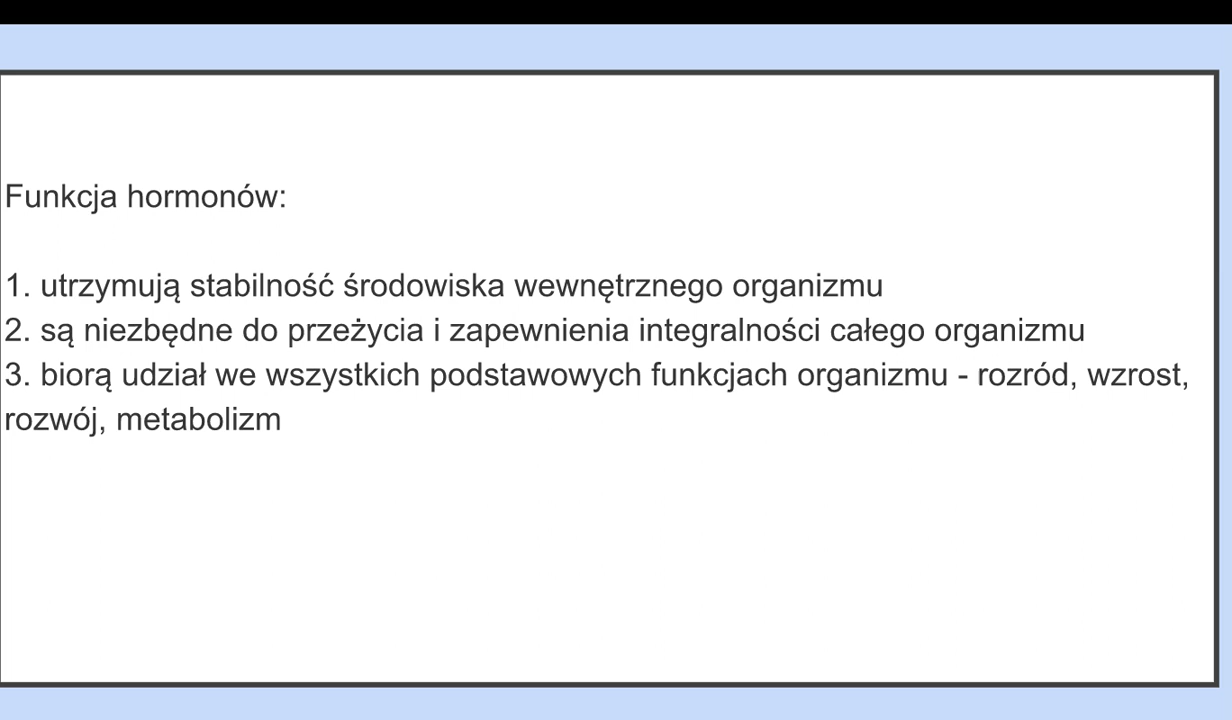 Funkcja hormonów:
1. utrzymują stabilność środowiska wewnętrznego organizmu
2. są niezbędne do przeżycia i zapewnienia integralności całego organizmu
3. biorą udział we wszystkich podstawowych funkcjach organizmu - rozród, wzrost,
rozwój, metabolizm